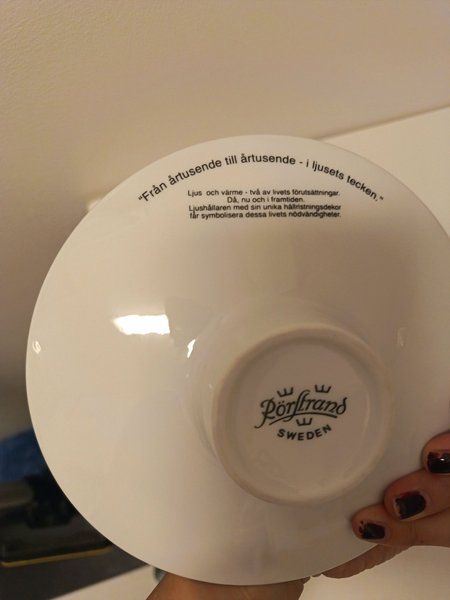 "Från årtusende till årtusende - i ljusets tecken."
Ljus och värme - två av livets förutsättningar.
Då, nu och i framtiden.
Ljushållaren med sin unika hällristningsdekor
får symbolisera dessa livets nödvändigheter.
Rörstrand
SWEDEN